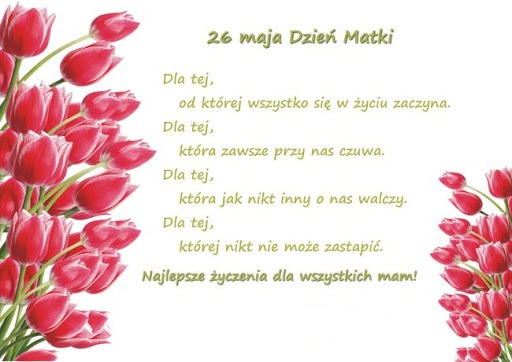 26 maja Dzień Matki
Dla tej,
od której wszystko się w życiu zaczyna.
Dla tej,
która zawsze przy nas czuwa.
Dla tej,
która jak nikt inny o nas walczy.
Dla tej,
której nikt nie może zastapić.
Najlepsze życzenia dla wszystkich mam!